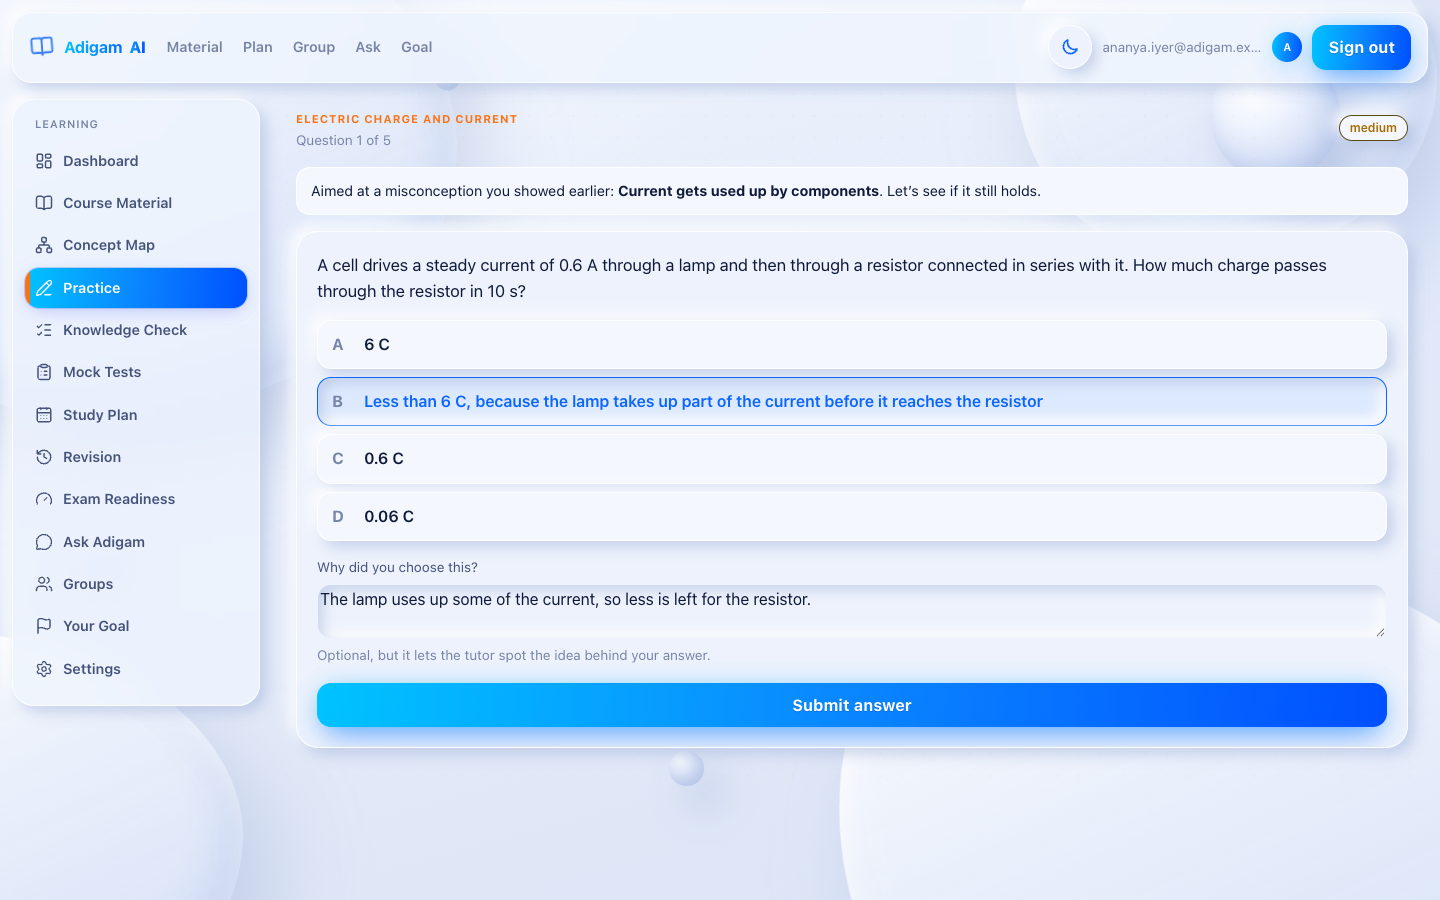 Adigam AI
Material
Plan
Group
Ask
Goal
ananya.iyer@adigam.ex...
A
Sign out
LEARNING
Dashboard
Course Material
Concept Map
Practice
Knowledge Check
Mock Tests
Study Plan
Revision
Exam Readiness
Ask Adigam
Groups
Your Goal
Settings
ELECTRIC CHARGE AND CURRENT
Question 1 of 5
medium
Aimed at a misconception you showed earlier: Current gets used up by components. Let's see if it still holds.
A cell drives a steady current of 0.6 A through a lamp and then through a resistor connected in series with it. How much charge passes
through the resistor in 10 s?
A 6 C
B Less than 6 C, because the lamp takes up part of the current before it reaches the resistor
C 0.6 C
D 0.06 C
Why did you choose this?
The lamp uses up some of the current, so less is left for the resistor.
Optional, but it lets the tutor spot the idea behind your answer.
Submit answer